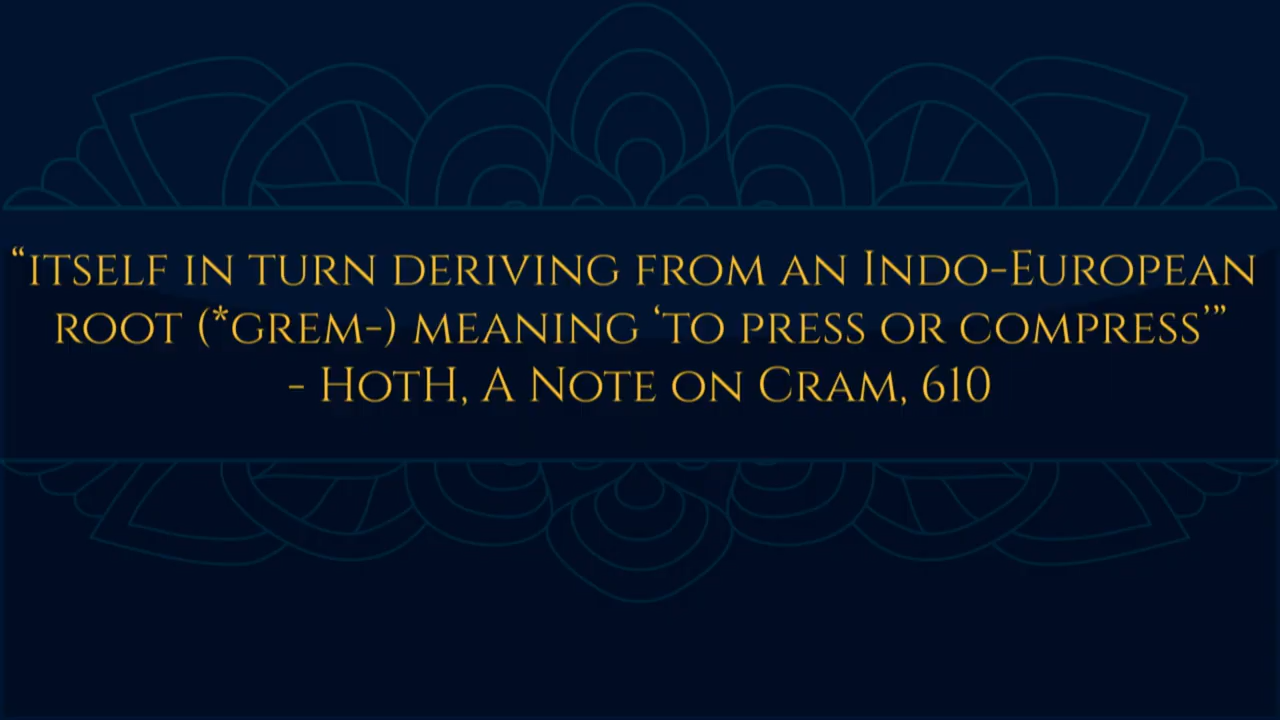 “itself in turn deriving from an Indo-European
root (*grem-) meaning ‘to press or compress’”
- HotH, A Note on Cram, 610